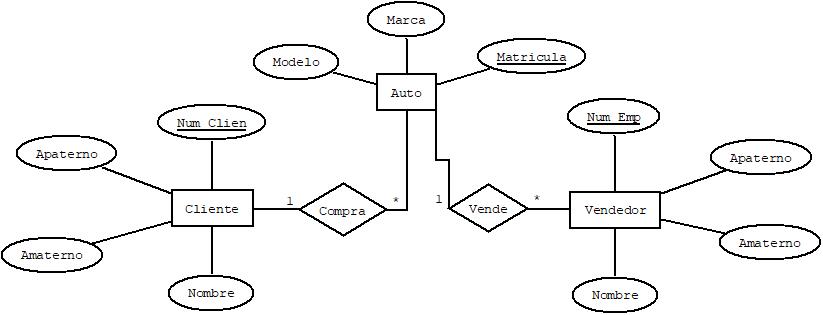 Marca
Modelo
Matricula
Auto
Num Clien
Num Emp
Apaterno
Apaterno
Cliente
1
Compra
*
1
Vende
*
Vendedor
Amaterno
Amaterno
Nombre
Nombre